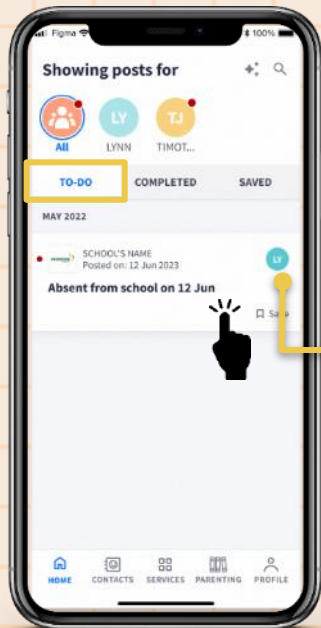 Figma
100%
Showing posts for
LY
TJ
All
LYNN
TIMOT...
TO-DO
COMPLETED
SAVED
MAY 2022
SCHOOL'S NAME
Posted on: 12 Jun 2023
LY
Absent from school on 12 Jun
HOME
CONTACTS
SERVICES
PARENTING
PROFILE